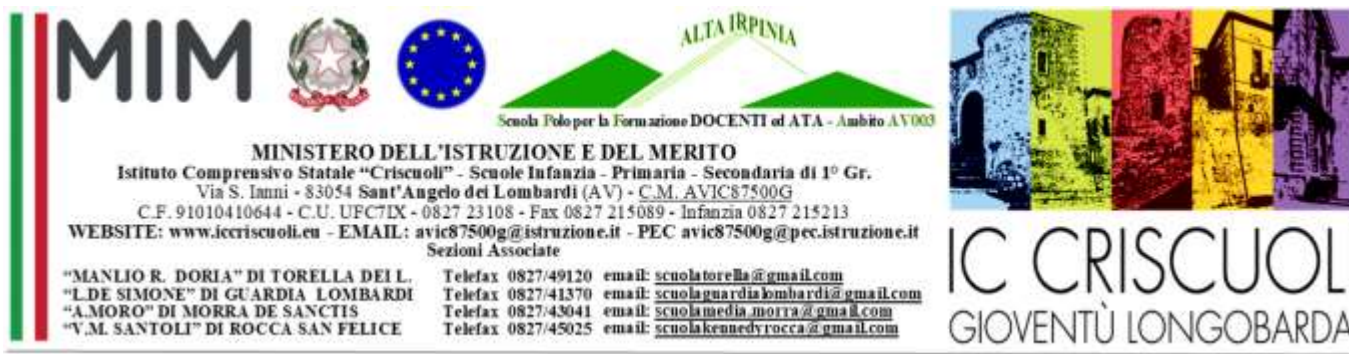 MIM
ALTA IRPINIA
Scuola Polo per la Formazione DOCENTI ed ATA - Ambito AV003
MINISTERO DELL'ISTRUZIONE E DEL MERITO
Istituto Comprensivo Statale “Criscuoli” - Scuole Infanzia - Primaria - Secondaria di 1° Gr.
Via S. Ianni - 83054 Sant'Angelo dei Lombardi (AV) - C.M. AVIC87500G
C.F. 91010410644 - C.U. UFC7IX - 0827 23108 - Fax 0827 215089 - Infanzia 0827 215213
WEBSITE: www.iccriscuoli.eu - EMAIL: avic87500g@istruzione.it - PEC avic87500g@pec.istruzione.it
Sezioni Associate
“MANLIO R. DORIA” DI TORELLA DEI L. Telefax 0827/49120 email: scuolatorella@gmail.com
“L.DE SIMONE” DI GUARDIA LOMBARDI Telefax 0827/41370 email: scuolaguardialombardi@gmail.com
“A.MORO” DI MORRA DE SANCTIS Telefax 0827/43041 email: scuolamedia.morra@gmail.com
“V.M. SANTOLI” DI ROCCA SAN FELICE Telefax 0827/45025 email: scuolakennedyrocca@gmail.com
IC CRISCUOL
GIOVENTÙ LONGOBARDA